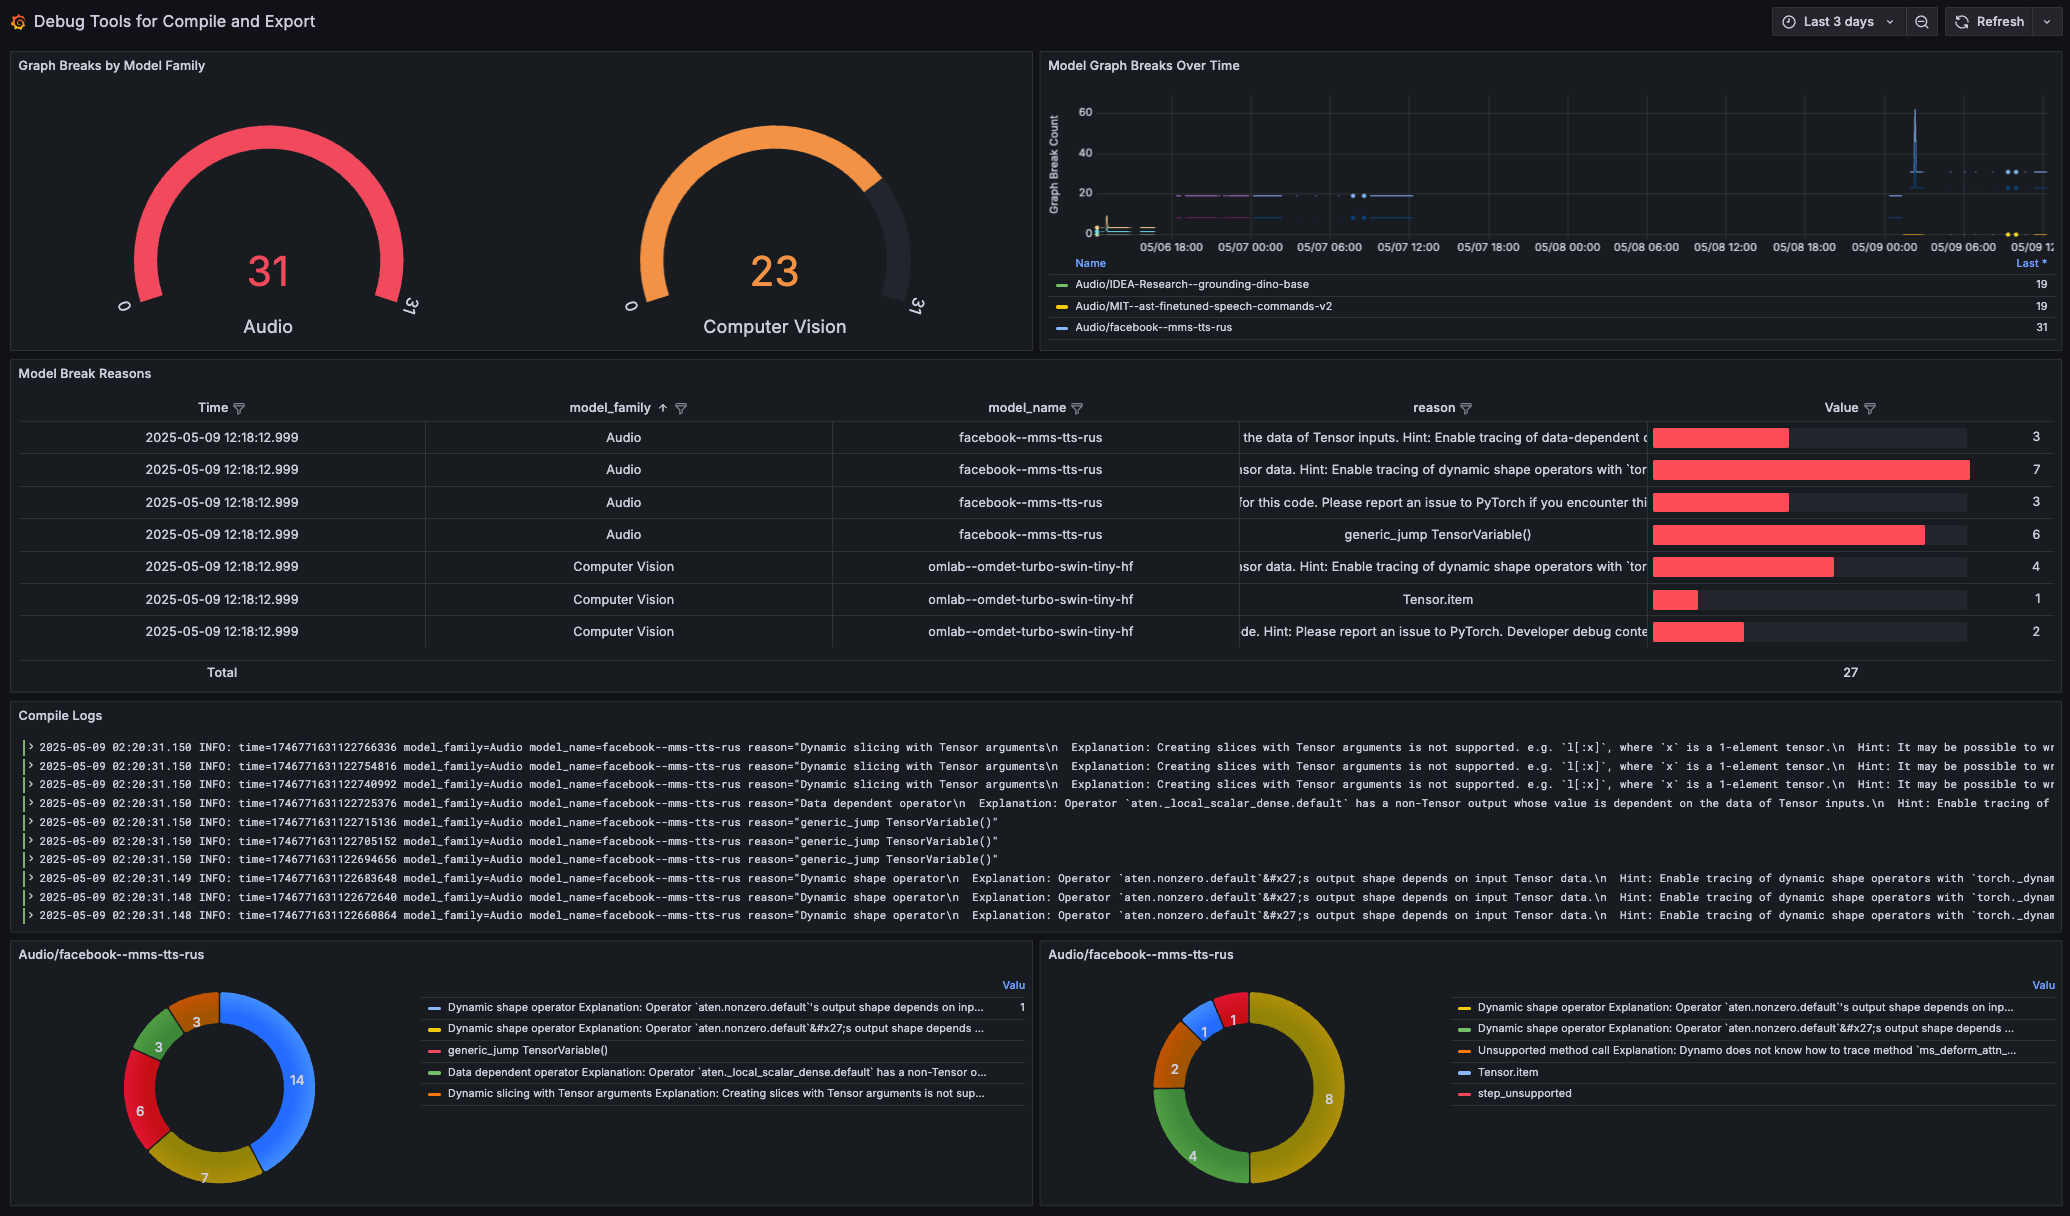 Debug Tools for Compile and Export
Last 3 days
Refresh
Graph Breaks by Model Family
31
0
31
Audio
23
0
31
Computer Vision
Model Graph Breaks Over Time
Graph Break Count
60
40
20
0
05/06 18:00 05/07 00:00 05/07 06:00 05/07 12:00 05/07 18:00 05/08 00:00 05/08 06:00 05/08 12:00 05/08 18:00 05/09 00:00 05/09 06:00 05/09 12
Name Last *
Audio/IDEA-Research--grounding-dino-base 19
Audio/MIT--ast-finetuned-speech-commands-v2 19
Audio/facebook--mms-tts-rus 31
Model Break Reasons
Time model_family model_name reason Value
2025-05-09 12:18:12.999 Audio facebook--mms-tts-rus the data of Tensor inputs. Hint: Enable tracing of data-dependent 3
2025-05-09 12:18:12.999 Audio facebook--mms-tts-rus nsor data. Hint: Enable tracing of dynamic shape operators with `tor 7
2025-05-09 12:18:12.999 Audio facebook--mms-tts-rus for this code. Please report an issue to PyTorch if you encounter thi 3
2025-05-09 12:18:12.999 Audio facebook--mms-tts-rus generic_jump TensorVariable() 6
2025-05-09 12:18:12.999 Computer Vision omlab--omdet-turbo-swin-tiny-hf nsor data. Hint: Enable tracing of dynamic shape operators with `tor 4
2025-05-09 12:18:12.999 Computer Vision omlab--omdet-turbo-swin-tiny-hf Tensor.item 1
2025-05-09 12:18:12.999 Computer Vision omlab--omdet-turbo-swin-tiny-hf de. Hint: Please report an issue to PyTorch. Developer debug conte 2
Total 27
Compile Logs
2025-05-09 02:20:31.150 INFO: time=1746771631122766336 model_family=Audio model_name=facebook--mms-tts-rus reason="Dynamic slicing with Tensor arguments\n Explanation: Creating slices with Tensor arguments is not supported. e.g. `l[:x]`, where `x` is a 1-element tensor.\n Hint: It may be possible to wr
2025-05-09 02:20:31.150 INFO: time=1746771631122754816 model_family=Audio model_name=facebook--mms-tts-rus reason="Dynamic slicing with Tensor arguments\n Explanation: Creating slices with Tensor arguments is not supported. e.g. `l[:x]`, where `x` is a 1-element tensor.\n Hint: It may be possible to wr
2025-05-09 02:20:31.150 INFO: time=1746771631122740992 model_family=Audio model_name=facebook--mms-tts-rus reason="Dynamic slicing with Tensor arguments\n Explanation: Creating slices with Tensor arguments is not supported. e.g. `l[:x]`, where `x` is a 1-element tensor.\n Hint: It may be possible to wr
2025-05-09 02:20:31.150 INFO: time=1746771631122725376 model_family=Audio model_name=facebook--mms-tts-rus reason="Data dependent operator\n Explanation: Operator `aten._local_scalar_dense.default` has a non-Tensor output whose value is dependent on the data of Tensor inputs.\n Hint: Enable tracing of
2025-05-09 02:20:31.150 INFO: time=1746771631122715136 model_family=Audio model_name=facebook--mms-tts-rus reason="generic_jump TensorVariable()"
2025-05-09 02:20:31.150 INFO: time=1746771631122705152 model_family=Audio model_name=facebook--mms-tts-rus reason="generic_jump TensorVariable()"
2025-05-09 02:20:31.150 INFO: time=1746771631122694656 model_family=Audio model_name=facebook--mms-tts-rus reason="generic_jump TensorVariable()"
2025-05-09 02:20:31.149 INFO: time=1746771631122683648 model_family=Audio model_name=facebook--mms-tts-rus reason="Dynamic shape operator\n Explanation: Operator `aten.nonzero.default`&#x27;s output shape depends on input Tensor data.\n Hint: Enable tracing of dynamic shape operators with `torch._dynam
2025-05-09 02:20:31.148 INFO: time=1746771631122672640 model_family=Audio model_name=facebook--mms-tts-rus reason="Dynamic shape operator\n Explanation: Operator `aten.nonzero.default`&#x27;s output shape depends on input Tensor data.\n Hint: Enable tracing of dynamic shape operators with `torch._dynam
2025-05-09 02:20:31.148 INFO: time=1746771631122660864 model_family=Audio model_name=facebook--mms-tts-rus reason="Dynamic shape operator\n Explanation: Operator `aten.nonzero.default`&#x27;s output shape depends on input Tensor data.\n Hint: Enable tracing of dynamic shape operators with `torch._dynam
Audio/facebook--mms-tts-rus
14
7
6
3
3
Valu
Dynamic shape operator Explanation: Operator `aten.nonzero.default`'s output shape depends on inp... 1
Dynamic shape operator Explanation: Operator `aten.nonzero.default`&#x27;s output shape depends ...
generic_jump TensorVariable()
Data dependent operator Explanation: Operator `aten._local_scalar_dense.default` has a non-Tensor o...
Dynamic slicing with Tensor arguments Explanation: Creating slices with Tensor arguments is not sup...
Audio/facebook--mms-tts-rus
8
4
2
1
1
Valu
Dynamic shape operator Explanation: Operator `aten.nonzero.default`'s output shape depends on inp...
Dynamic shape operator Explanation: Operator `aten.nonzero.default`&#x27;s output shape depends ...
Unsupported method call Explanation: Dynamo does not know how to trace method `ms_deform_attn_...
Tensor.item
step_unsupported